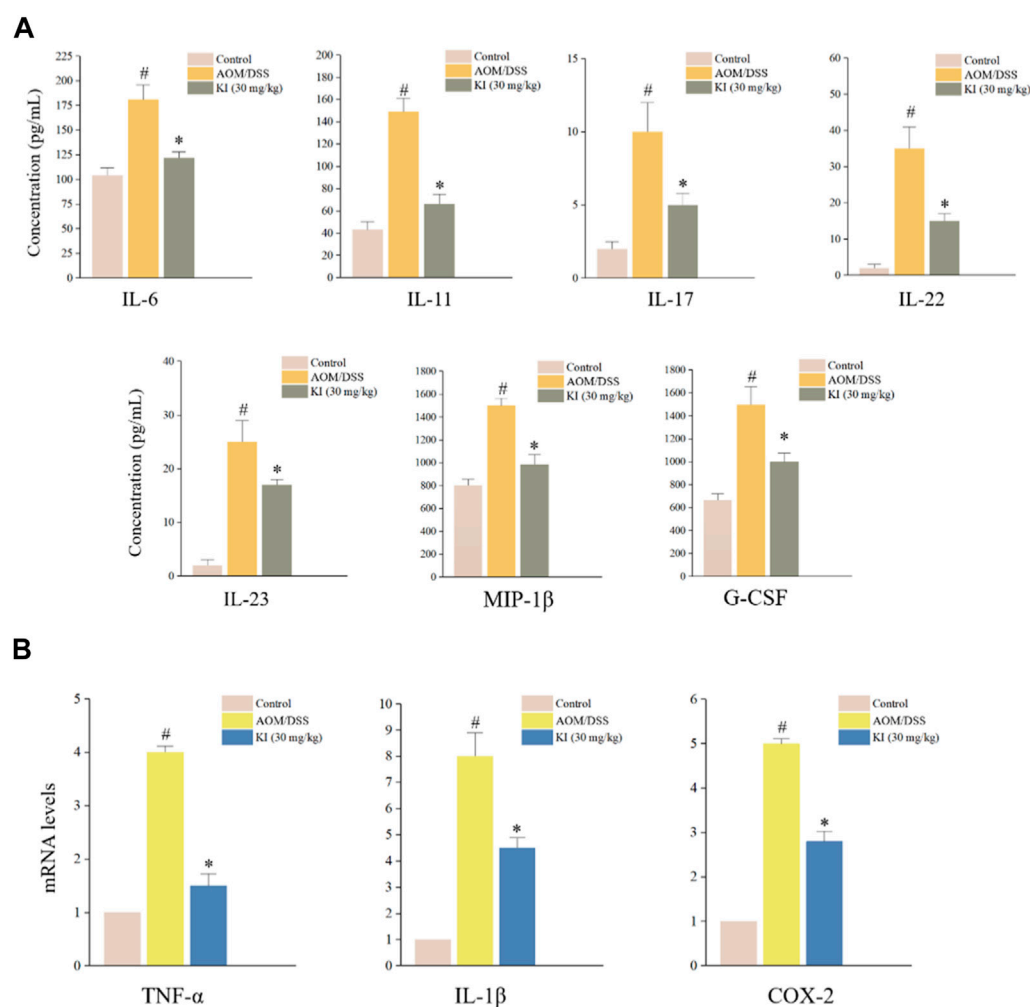 A
Concentration (pg/mL)
225
200
175
150
125
100
75
50
25
0
#
*
Control
AOM/DSS
KI (30 mg/kg)
IL-6
200
180
160
140
120
100
80
60
40
20
0
#
*
Control
AOM/DSS
KI (30 mg/kg)
IL-11
15
10
5
0
#
*
Control
AOM/DSS
KI (30 mg/kg)
IL-17
60
50
40
30
20
10
0
#
*
Control
AOM/DSS
KI (30 mg/kg)
IL-22
Concentration (pg/mL)
40
30
20
10
0
#
*
Control
AOM/DSS
KI (30 mg/kg)
IL-23
1800
1600
1400
1200
1000
800
600
400
200
0
#
*
Control
AOM/DSS
KI (30 mg/kg)
MIP-1β
1800
1600
1400
1200
1000
800
600
400
200
0
#
*
Control
AOM/DSS
KI (30 mg/kg)
G-CSF
B
mRNA levels
5
4
3
2
1
0
#
*
Control
AOM/DSS
KI (30 mg/kg)
TNF-α
10
9
8
7
6
5
4
3
2
1
0
#
*
Control
AOM/DSS
KI (30 mg/kg)
IL-1β
6
5
4
3
2
1
0
#
*
Control
AOM/DSS
KI (30 mg/kg)
COX-2